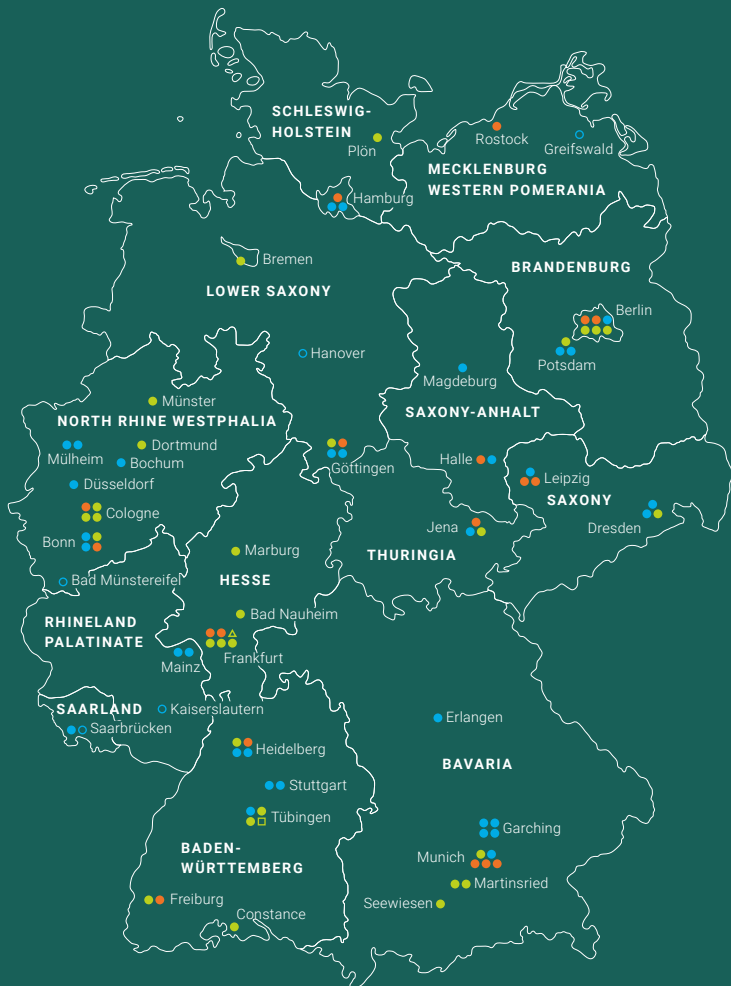 SCHLESWIG-
HOLSTEIN
Plön
Rostock
Greifswald
MECKLENBURG
WESTERN POMERANIA
Hamburg
Bremen
LOWER SAXONY
BRANDENBURG
Berlin
Potsdam
Hanover
Magdeburg
SAXONY-ANHALT
Münster
NORTH RHINE WESTPHALIA
Dortmund
Mülheim
Bochum
Düsseldorf
Göttingen
Halle
Leipzig
SAXONY
Cologne
Bonn
Jena
Dresden
THURINGIA
Marburg
HESSE
Bad Münstereifel
Bad Nauheim
RHINELAND
PALATINATE
Frankfurt
Mainz
SAARLAND
Kaiserslautern
Saarbrücken
Erlangen
Heidelberg
BAVARIA
Stuttgart
Tübingen
Garching
BADEN-
WÜRTTEMBERG
Munich
Martinsried
Freiburg
Seewiesen
Constance